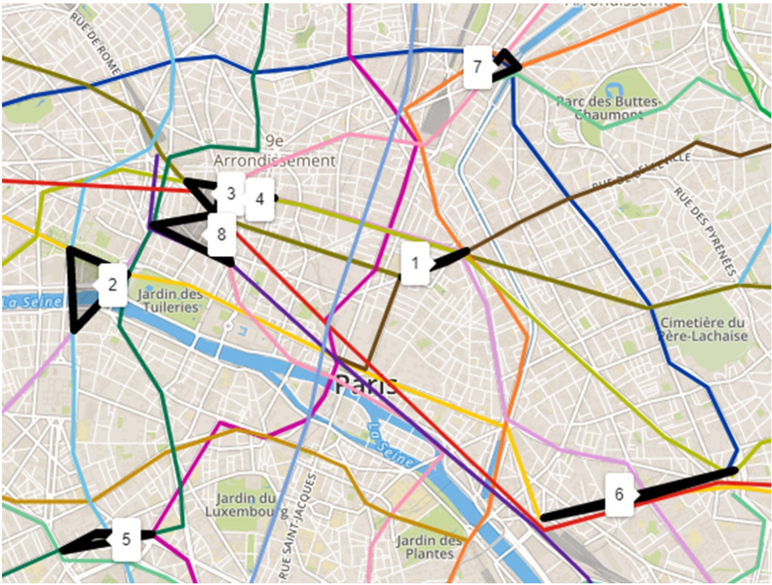 Arrondissement
RUE DE ROME
7
Parc des Buttes-
Chaumont
9e
Arrondissement
RUE DE BELLEVILLE
3
4
RUE DES PYRÉNÉES
8
1
2
La Seine
Jardin des
Tuileries
Cimetière du
Père-Lachaise
Paris
La Seine
6
Jardin du
Luxembourg
RUE SAINT-JACQUES
5
Jardin des
Plantes